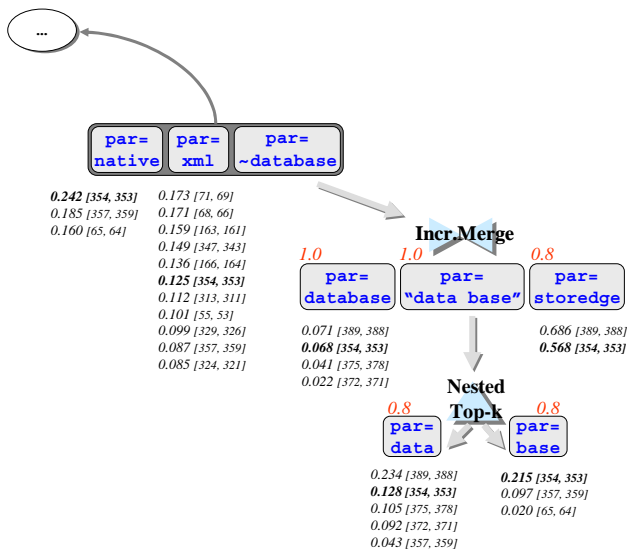 ...
par= native
par= xml
par= ~database
0.242 [354, 353]
0.185 [357, 359]
0.160 [65, 64]
0.173 [71, 69]
0.171 [68, 66]
0.159 [163, 161]
0.149 [347, 343]
0.136 [166, 164]
0.125 [354, 353]
0.112 [313, 311]
0.101 [55, 53]
0.099 [329, 326]
0.087 [357, 359]
0.085 [324, 321]
Incr.Merge
1.0
par= database
1.0
par= “data base”
0.8
par= storedge
0.071 [389, 388]
0.068 [354, 353]
0.041 [375, 378]
0.022 [372, 371]
0.686 [389, 388]
0.568 [354, 353]
Nested
Top-k
0.8
par= data
0.8
par= base
0.234 [389, 388]
0.128 [354, 353]
0.105 [375, 378]
0.092 [372, 371]
0.043 [357, 359]
0.215 [354, 353]
0.097 [357, 359]
0.020 [65, 64]